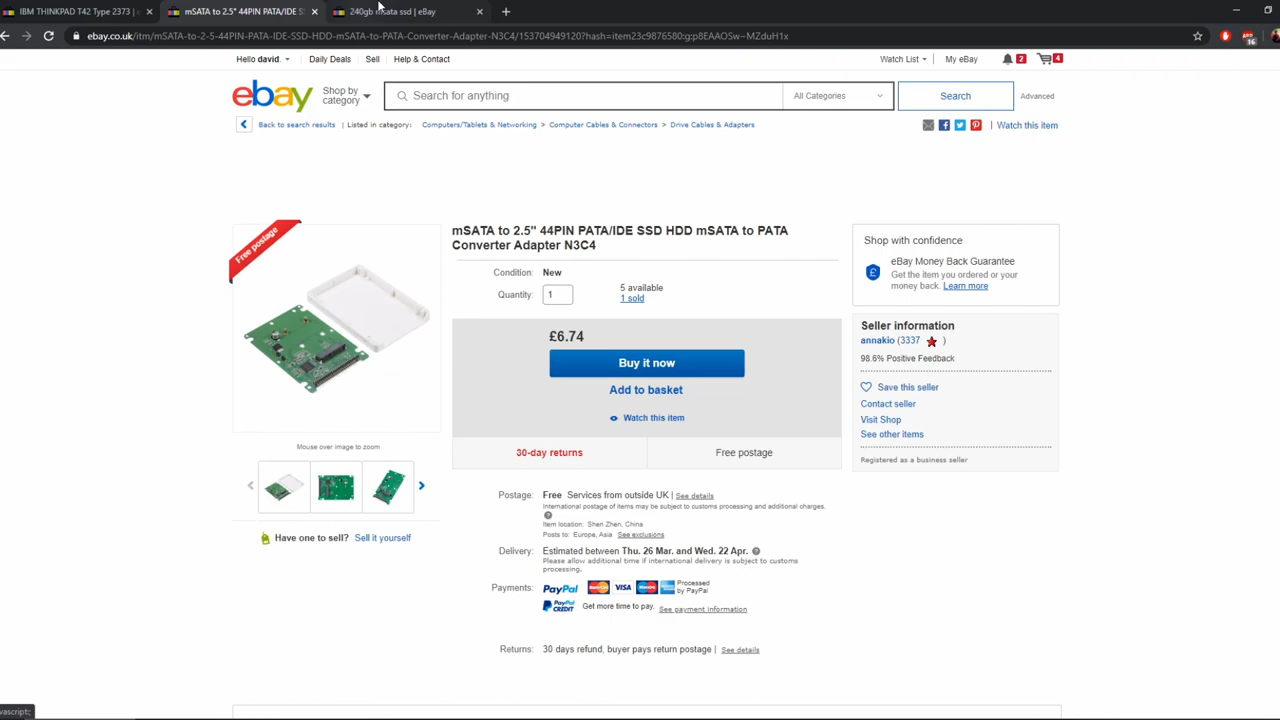 IBM THINKPAD T42 Type 2373 |
mSATA to 2.5" 44PIN PATA/IDE S
240gb msata ssd | eBay
ebay.co.uk/itm/mSATA-to-2-5-44PIN-PATA-IDE-SSD-HDD-mSATA-to-PATA-Converter-Adapter-N3C4/153704949120?hash=item23c9876580:g:p8EAAOSw~MZduH1x
16
Hello david.
Daily Deals
Sell
Help & Contact
Watch List
My eBay
2
4
ebay
Shop by category
Search for anything
All Categories
Search
Advanced
Back to search results | Listed in category:
Computers/Tablets & Networking > Computer Cables & Connectors > Drive Cables & Adapters
| Watch this item
Free postage
mSATA to 2.5" 44PIN PATA/IDE SSD HDD mSATA to PATA
Converter Adapter N3C4
Condition: New
Quantity: 1
5 available
1 sold
£6.74
Buy it now
Add to basket
Watch this item
30-day returns
Free postage
Shop with confidence
eBay Money Back Guarantee
Get the item you ordered or your
money back. Learn more
Seller information
annakio (3337 )
98.6% Positive Feedback
Save this seller
Contact seller
Visit Shop
See other items
Registered as a business seller
Mouse over image to zoom
Have one to sell? Sell it yourself
Postage: Free Services from outside UK | See details
International postage of items may be subject to customs processing and additional charges.
?
Item location: Shen Zhen, China
Posts to: Europe, Asia See exclusions
Delivery: Estimated between Thu. 26 Mar. and Wed. 22 Apr. ?
Please allow additional time if international delivery is subject to customs
processing.
Payments: PayPal MasterCard VISA Maestro Processed by PayPal
PayPal CREDIT Get more time to pay. See payment information
Returns: 30 days refund, buyer pays return postage | See details
avascript:;